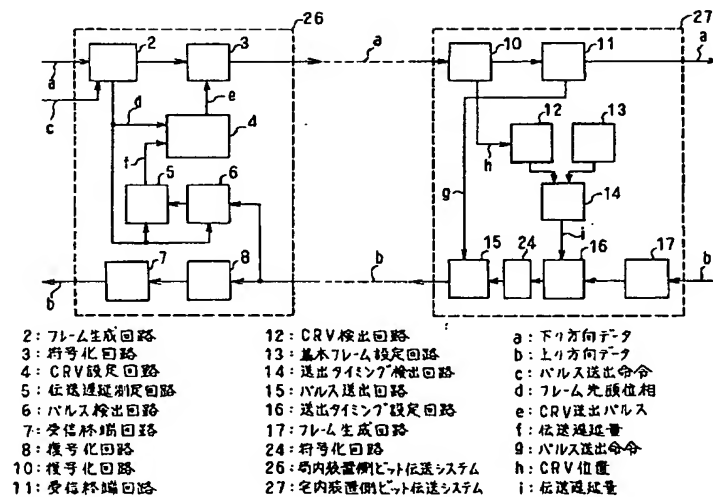 26
27
2
3
a
10
11
a
a
c
d
e
4
12
13
h
f
5
6
g
14
i
15
24
16
17
7
8
b
b
b
2:フレーム生成回路
3:符号化回路
4:CRV設定回路
5:伝送遅延測定回路
6:パルス検出回路
7:受信終端回路
8:復号化回路
10:復号化回路
11:受信終端回路
12:CRV検出回路
13:基本フレーム設定回路
14:送出タイミング検出回路
15:パルス送出回路
16:送出タイミング設定回路
17:フレーム生成回路
24:符号化回路
26:局内装置側ビット伝送システム
27:宅内装置側ビット伝送システム
a:下り方向データ
b:上り方向データ
c:パルス送出命令
d:フレーム先頭位相
e:CRV送出パルス
f:伝送遅延量
g:パルス送出命令
h:CRV位置
i:伝送遅延量